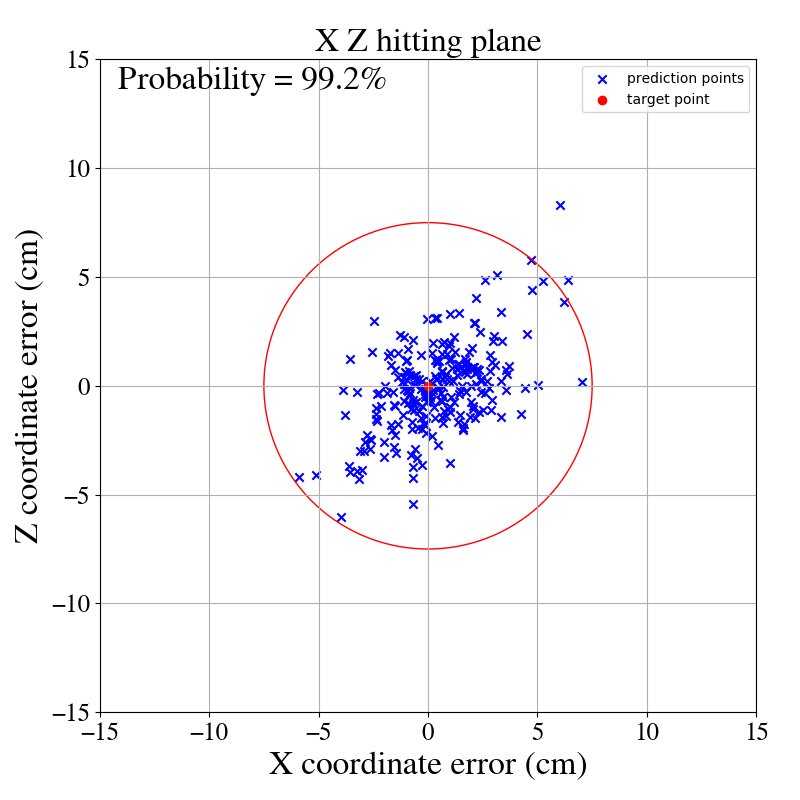 X Z hitting plane
Probability = 99.2%
prediction points
target point
15
10
5
0
−5
−10
−15
−15
−10
−5
0
5
10
15
Z coordinate error (cm)
X coordinate error (cm)